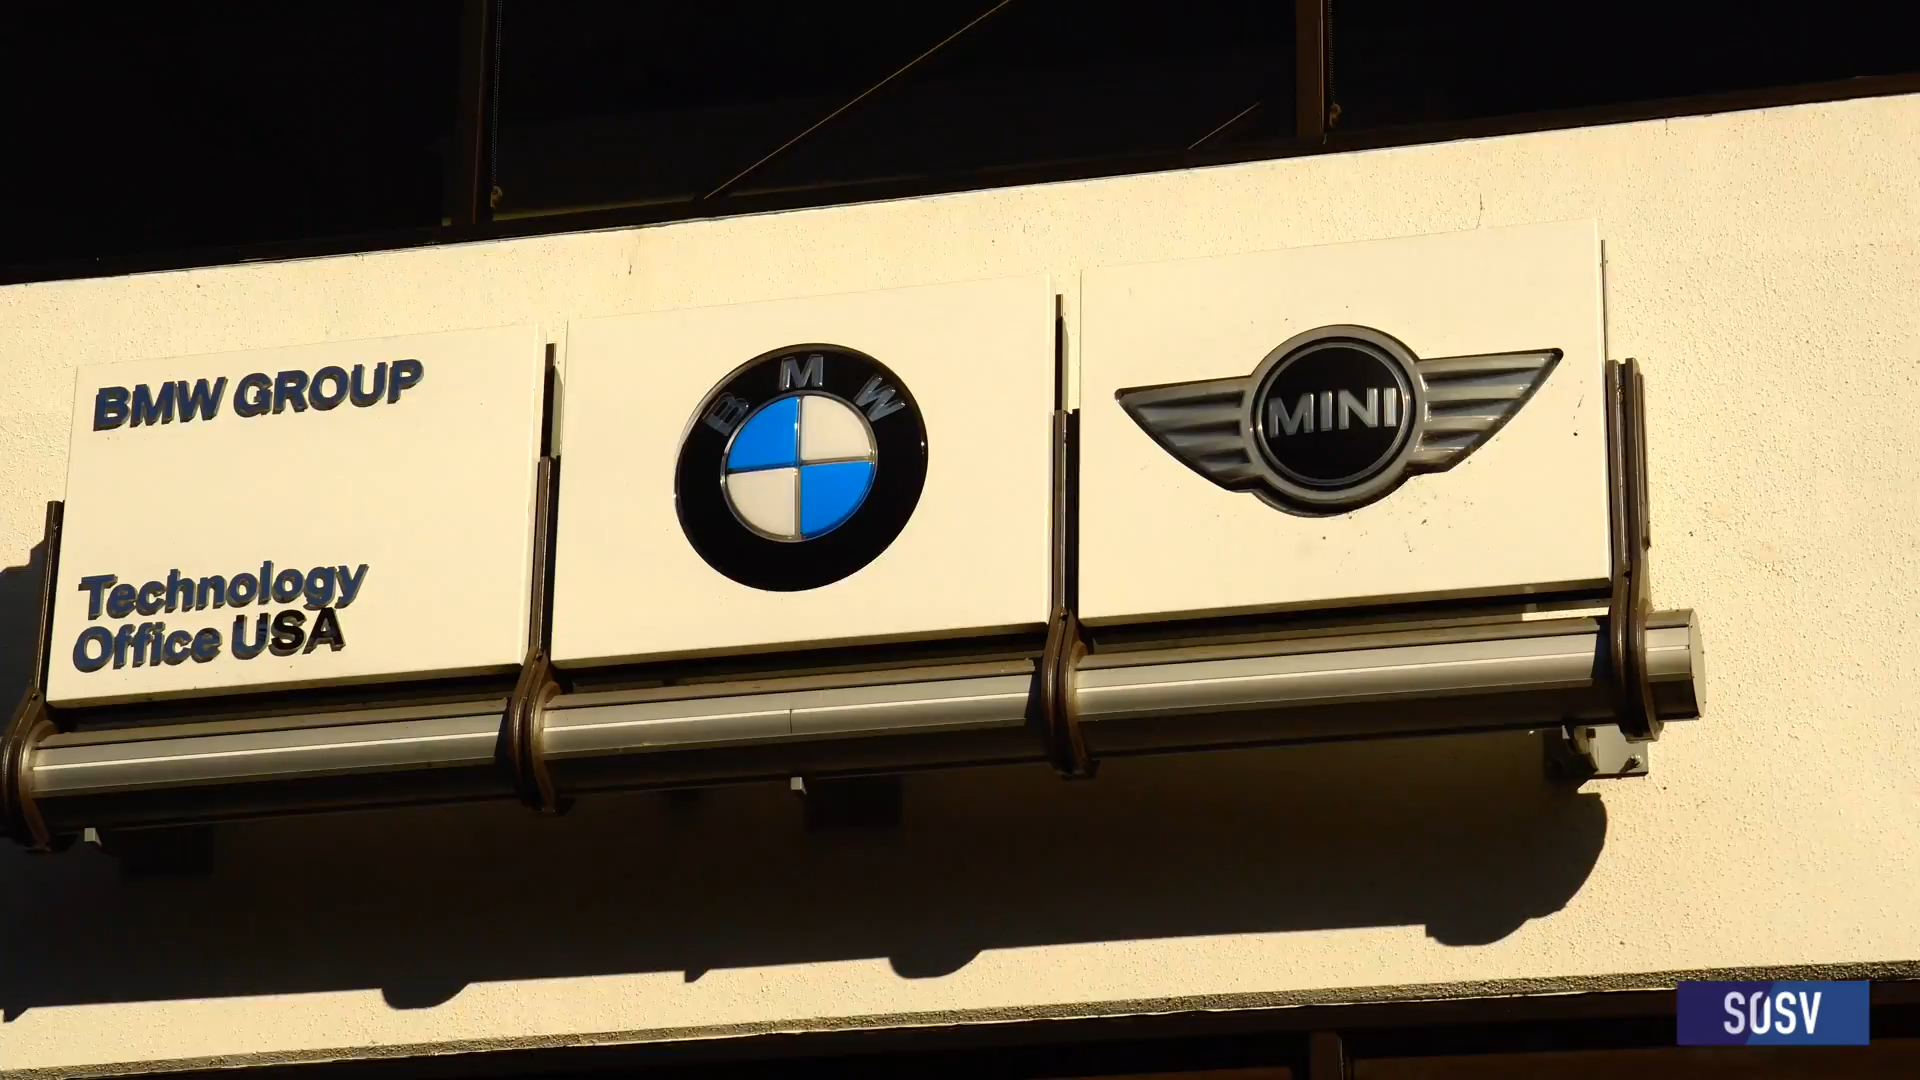 BMW GROUP
Technology
Office USA
BMW
MINI
SOSV